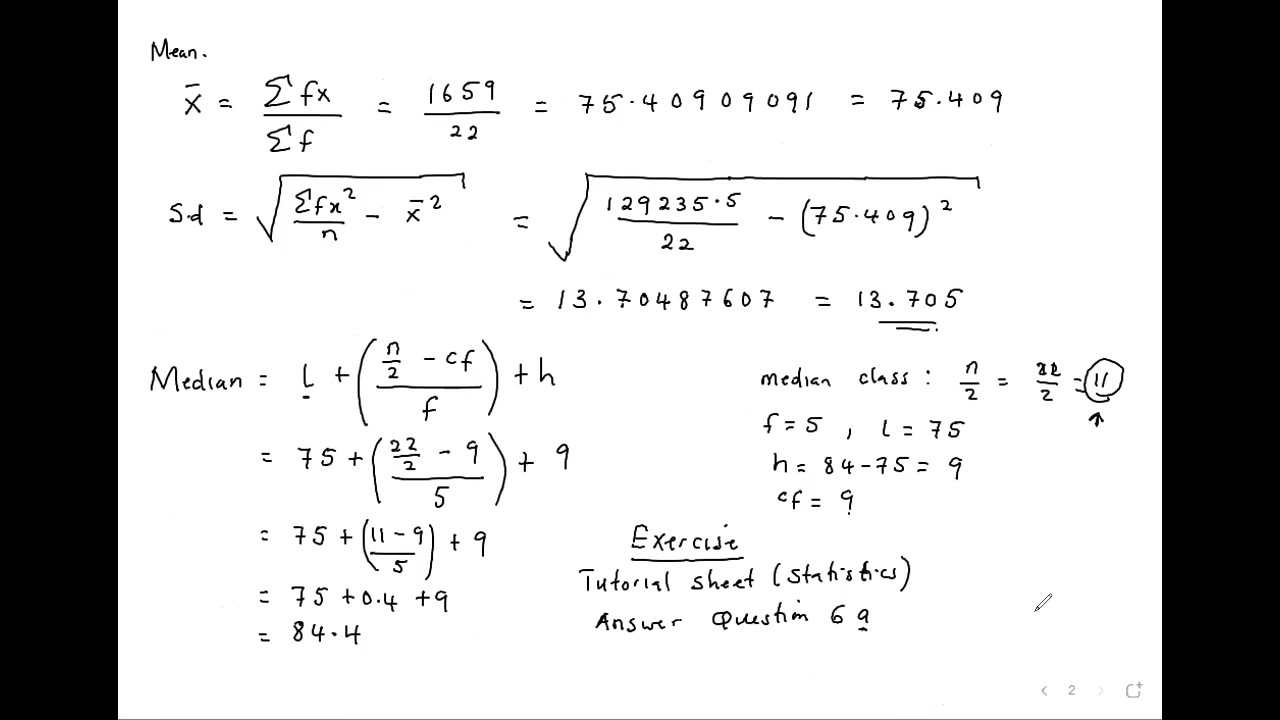 Mean.
x̄ = Σfx / Σf = 1659 / 22 = 75.40909091 = 75.409
S.d = √(Σfx² / n − x̄²) = √(129235.5 / 22 − (75.409)²)
= 13.70487607 = 13.705
Median = L + ((n/2 − cf) / f) + h
= 75 + ((22/2 − 9) / 5) + 9
= 75 + ((11 − 9) / 5) + 9
= 75 + 0.4 + 9
= 84.4
median class : n/2 = 22/2 = 11
f = 5 , L = 75
h = 84 − 75 = 9
cf = 9
Exercise
Tutorial sheet (Statistics)
Answer Question 6 a
2